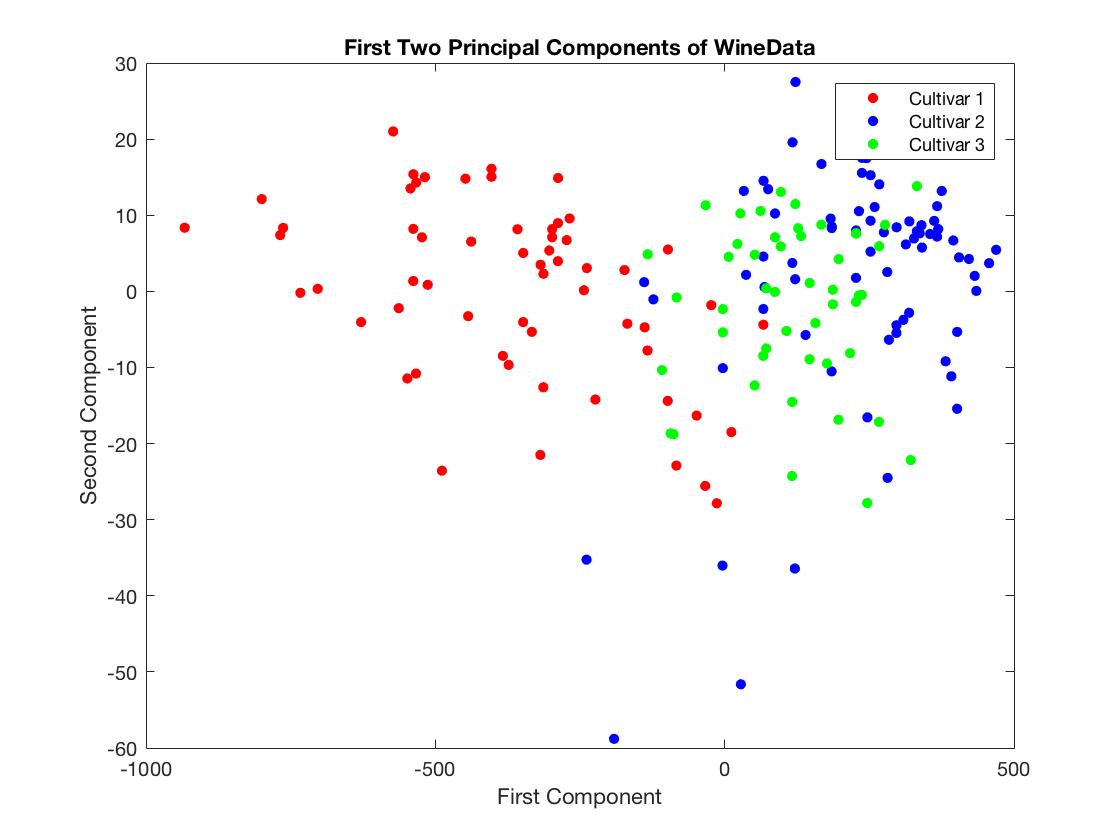 First Two Principal Components of WineData
30
20
10
0
-10
-20
-30
-40
-50
-60
Second Component
Cultivar 1
Cultivar 2
Cultivar 3
-1000
-500
0
500
First Component